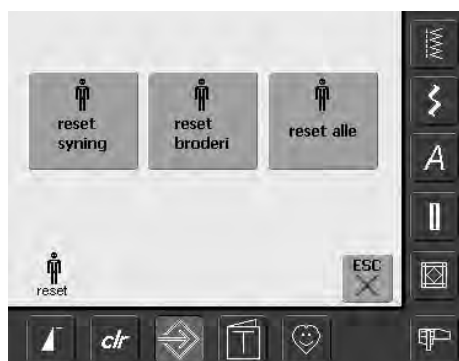 reset
syning
reset
broderi
reset alle
reset
ESC
A
clr
T